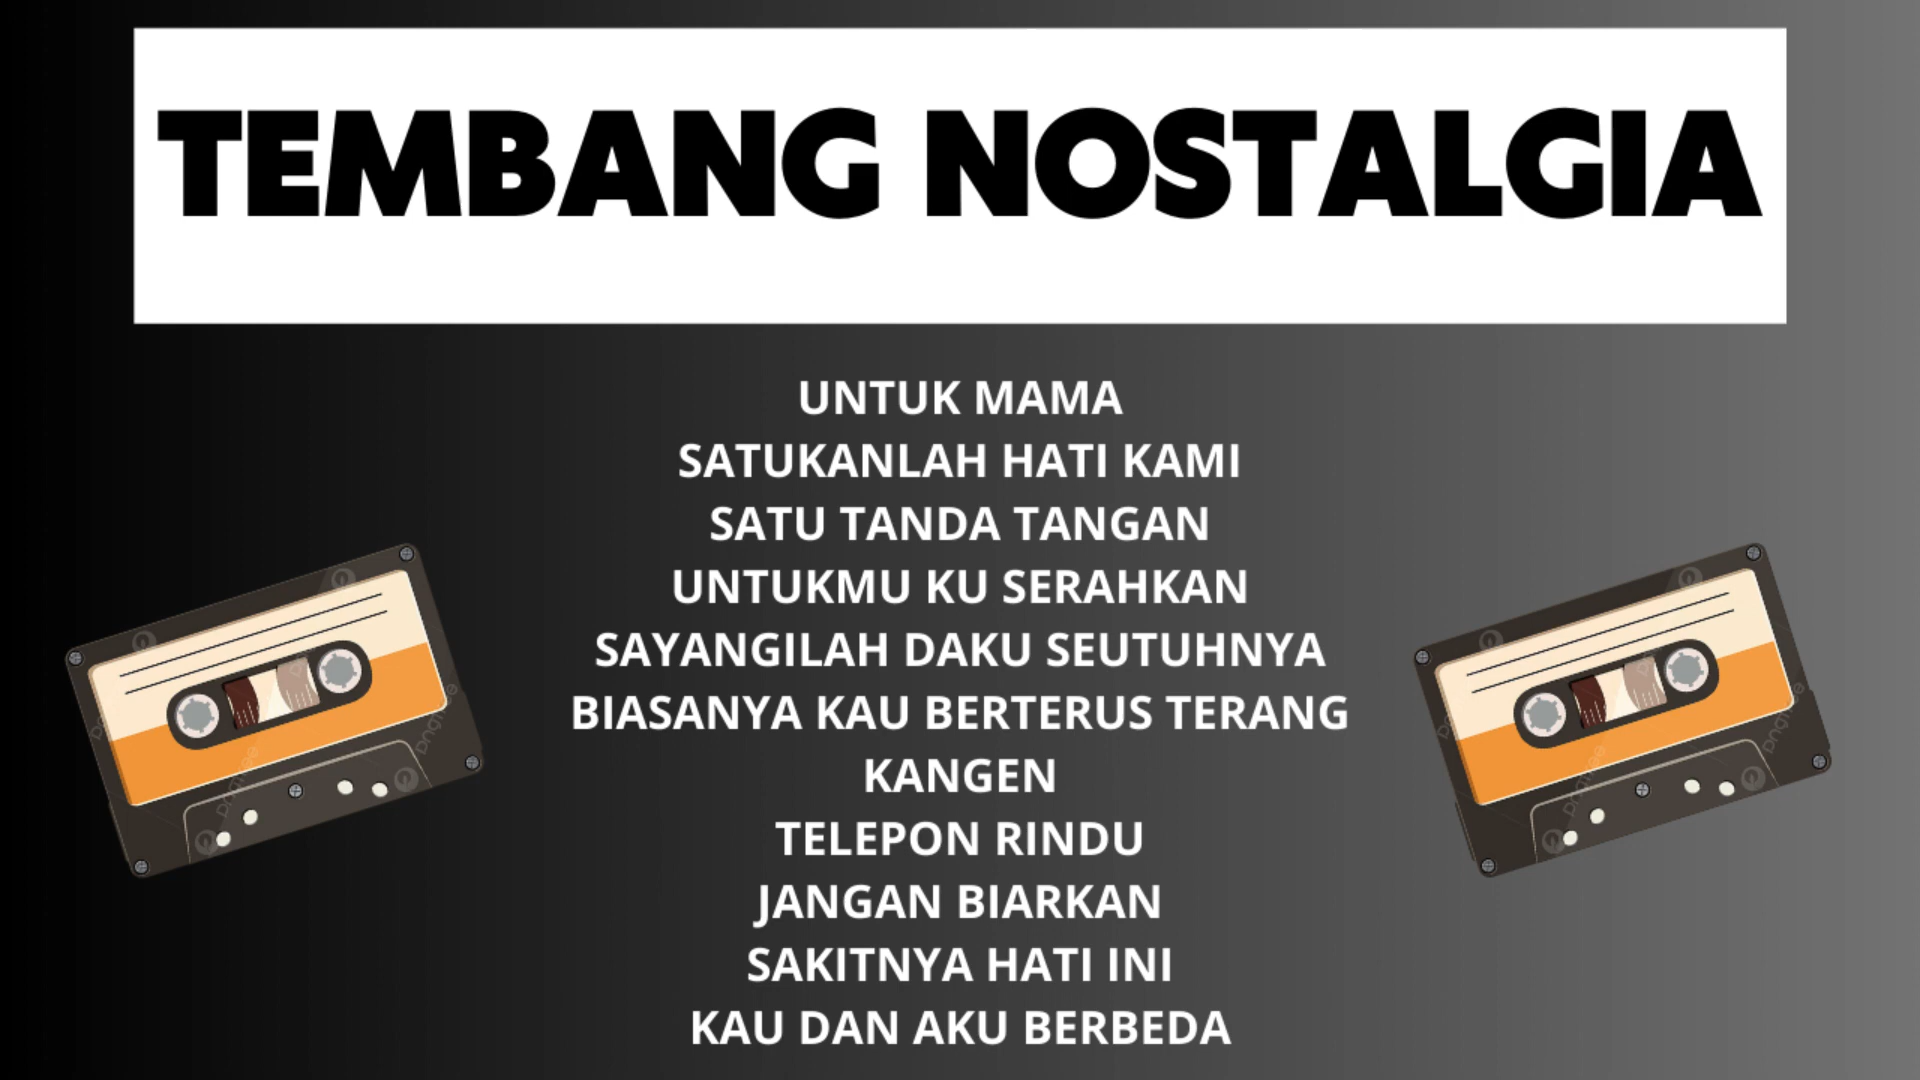 TEMBANG NOSTALGIA
UNTUK MAMA
SATUKANLAH HATI KAMI
SATU TANDA TANGAN
UNTUKMU KU SERAHKAN
SAYANGILAH DAKU SEUTUHNYA
BIASANYA KAU BERTERUS TERANG
KANGEN
TELEPON RINDU
JANGAN BIARKAN
SAKITNYA HATI INI
KAU DAN AKU BERBEDA